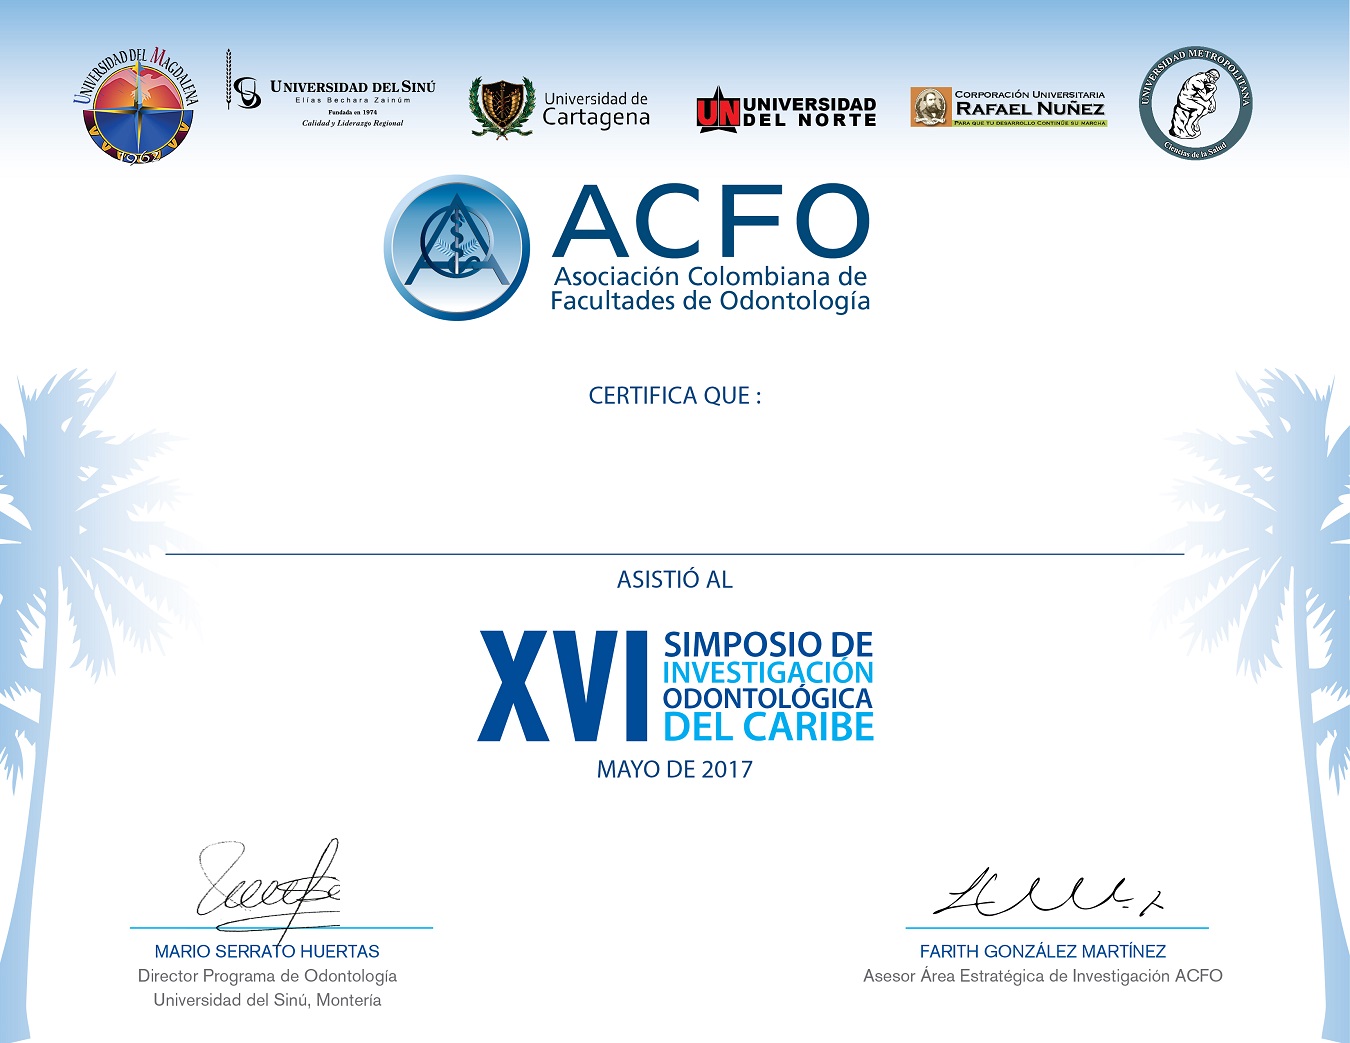 UNIVERSIDAD DEL MAGDALENA
1962
UNIVERSIDAD DEL SINÚ
Elías Bechara Zainúm
Fundada en 1974
Calidad y Liderazgo Regional
Universidad de
Cartagena
UN UNIVERSIDAD
DEL NORTE
CORPORACIÓN UNIVERSITARIA
RAFAEL NUÑEZ
PARA QUE TU DESARROLLO CONTINÚE SU MARCHA
UNIVERSIDAD METROPOLITANA
Ciencias de la Salud
ACFO
Asociación Colombiana de
Facultades de Odontología
CERTIFICA QUE :
ASISTIÓ AL
XVI SIMPOSIO DE
INVESTIGACIÓN
ODONTOLÓGICA
DEL CARIBE
MAYO DE 2017
MARIO SERRATO HUERTAS
Director Programa de Odontología
Universidad del Sinú, Montería
FARITH GONZÁLEZ MARTÍNEZ
Asesor Área Estratégica de Investigación ACFO